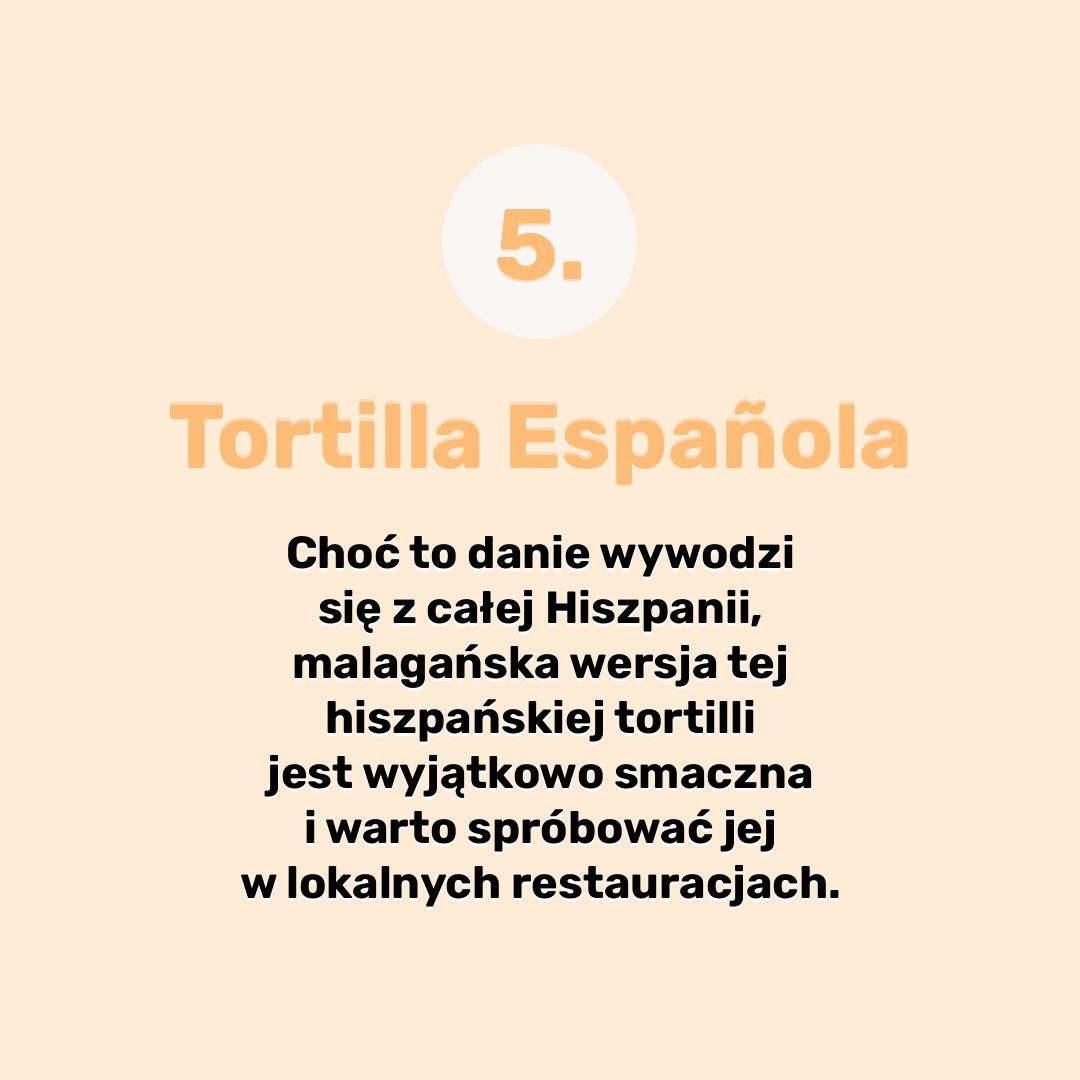 5.
Tortilla Española
Choć to danie wywodzi
się z całej Hiszpanii,
malagańska wersja tej
hiszpańskiej tortilli
jest wyjątkowo smaczna
i warto spróbować jej
w lokalnych restauracjach.